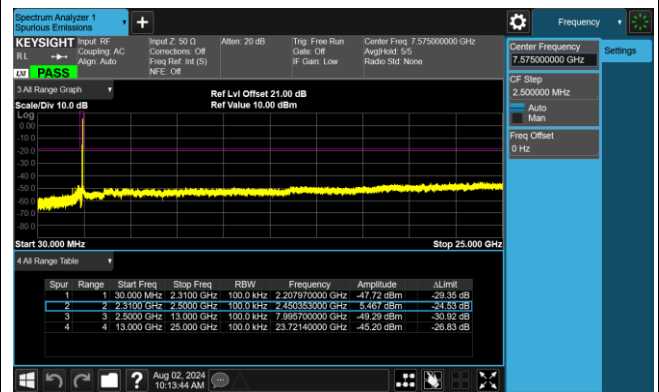 Spectrum Analyzer 1
Spurious Emissions
Frequency
KEYSIGHT
RL
Input: RF
Coupling: AC
Align: Auto
Input Z: 50 Ω
Corrections: Off
Freq Ref: Int (S)
NFE: Off
Atten: 20 dB
Trig: Free Run
Gate: Off
IF Gain: Low
Center Freq: 7.575000000 GHz
Avg|Hold: 5/5
Radio Std: None
LXI
PASS
Center Frequency
7.575000000 GHz
Settings
CF Step
2.500000 MHz
Auto
Man
Freq Offset
0 Hz
3 All Range Graph
Scale/Div 10.0 dB
Ref Lvl Offset 21.00 dB
Ref Value 10.00 dBm
Log
0.00
-10.0
-20.0
-30.0
-40.0
-50.0
-60.0
-70.0
-80.0
Start 30.000 MHz
Stop 25.000 GHz
4 All Range Table
Spur Range Start Freq Stop Freq RBW Frequency Amplitude ΔLimit
1 1 30.000 MHz 2.3100 GHz 100.0 kHz 2.207970000 GHz -47.72 dBm -29.35 dB
2 2 2.3100 GHz 2.5000 GHz 100.0 kHz 2.450353000 GHz 5.467 dBm -24.53 dB
3 3 2.5000 GHz 13.000 GHz 100.0 kHz 7.995700000 GHz -49.29 dBm -30.92 dB
4 4 13.000 GHz 25.000 GHz 100.0 kHz 23.72140000 GHz -45.20 dBm -26.83 dB
Aug 02, 2024
10:13:44 AM